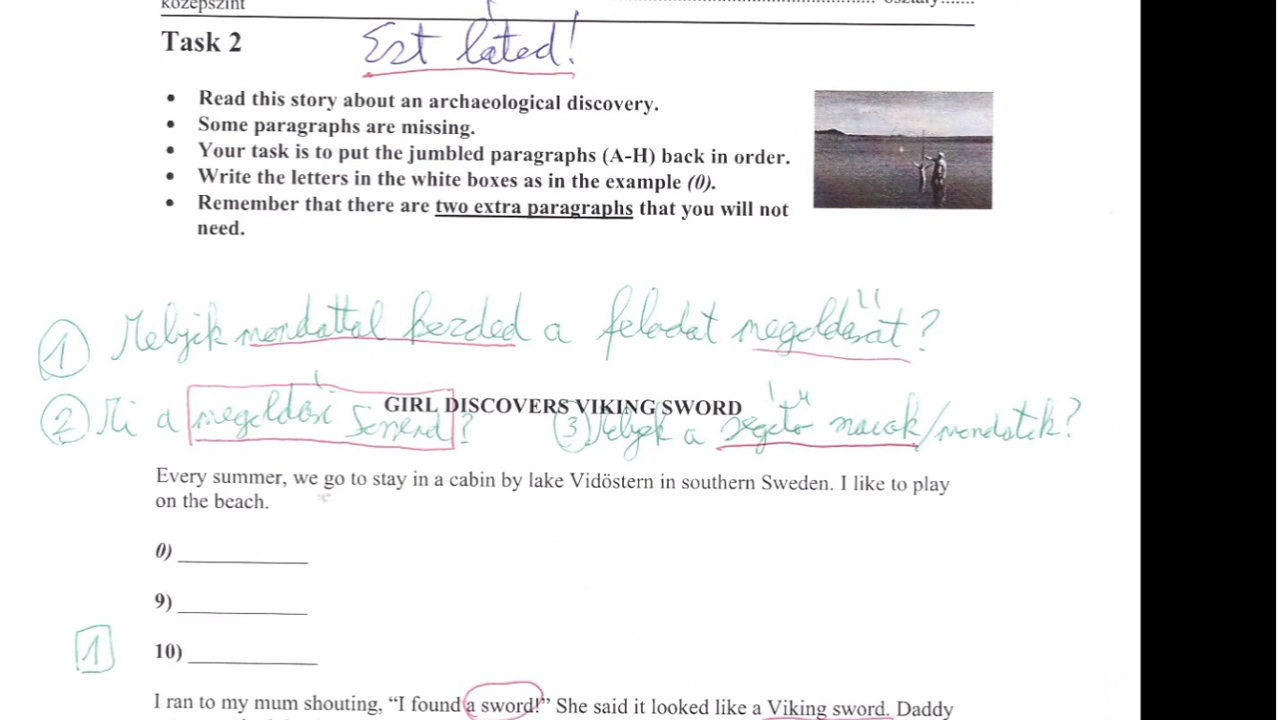 középszint osztály.......
Task 2
Ezt látod!
• Read this story about an archaeological discovery.
• Some paragraphs are missing.
• Your task is to put the jumbled paragraphs (A-H) back in order.
• Write the letters in the white boxes as in the example (0).
• Remember that there are two extra paragraphs that you will not
need.
① Melyik mondattal kezded a feladat megoldását?
② Mi a megoldási sorrend?
③ Melyek a segítő szavak/mondatok?
GIRL DISCOVERS VIKING SWORD
Every summer, we go to stay in a cabin by lake Vidöstern in southern Sweden. I like to play
on the beach.
0) ____________
9) ____________
1 10) ____________
I ran to my mum shouting, “I found a sword!” She said it looked like a Viking sword. Daddy